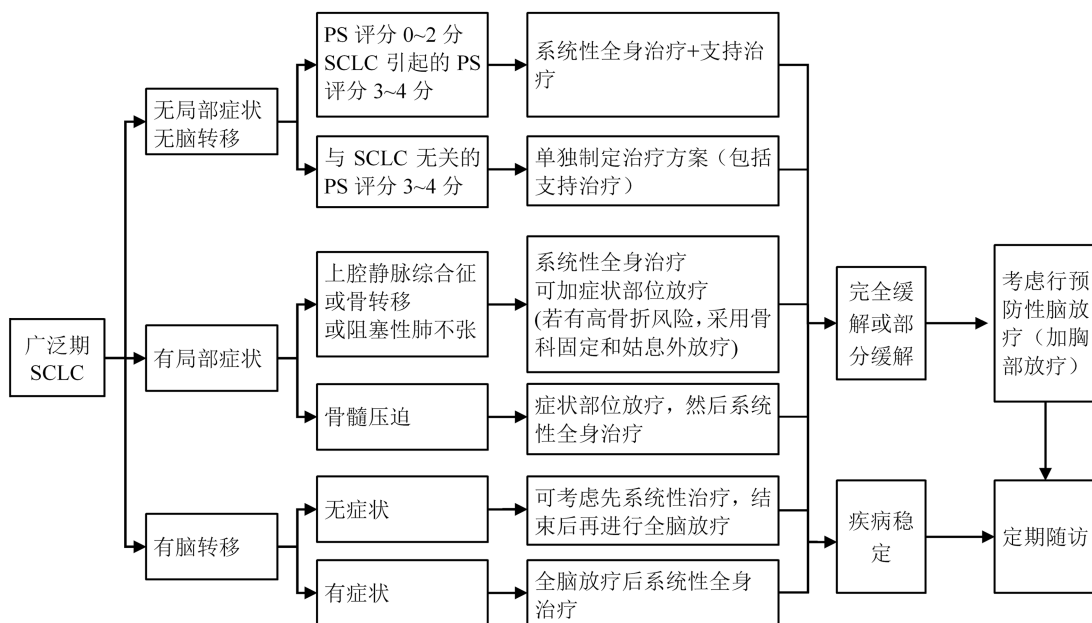 PS 评分 0~2 分
SCLC 引起的 PS
评分 3~4 分
系统性全身治疗+支持治
疗
无局部症状
无脑转移
与 SCLC 无关的
PS 评分 3~4 分
单独制定治疗方案（包括
支持治疗）
广泛期
SCLC
有局部症状
上腔静脉综合征
或骨转移
或阻塞性肺不张
系统性全身治疗
可加症状部位放疗
(若有高骨折风险,采用骨
科固定和姑息外放疗)
骨髓压迫
症状部位放疗，然后系统
性全身治疗
有脑转移
无症状
可考虑先系统性治疗，结
束后再进行全脑放疗
有症状
全脑放疗后系统性全身
治疗
完全缓
解或部
分缓解
考虑行预
防性脑放
疗（加胸
部放疗）
疾病稳
定
定期随访